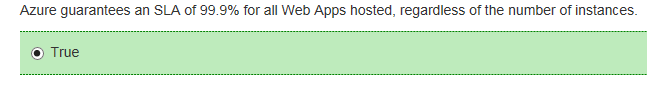 Azure guarantees an SLA of 99.9% for all Web Apps hosted, regardless of the number of instances.
True